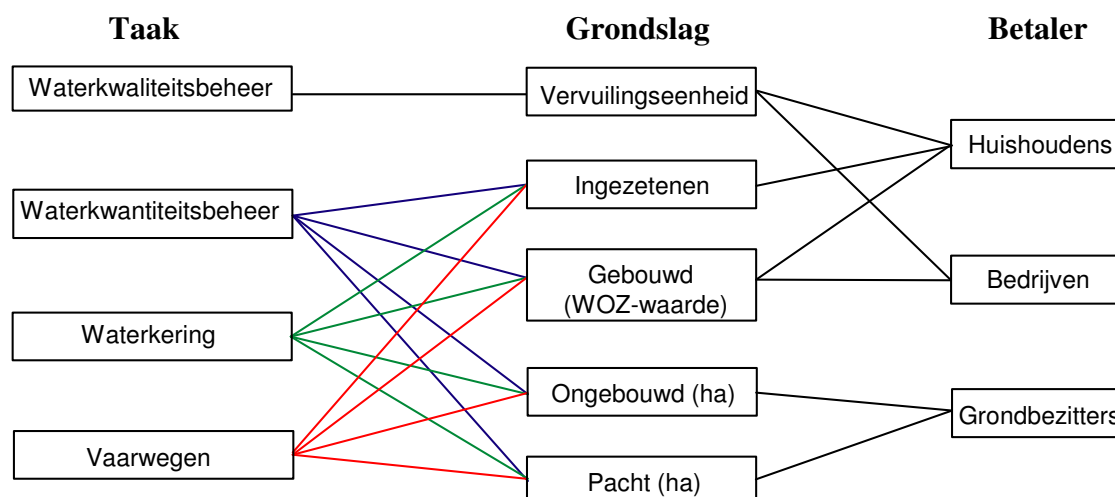 Taak
Grondslag
Betaler
Waterkwaliteitsbeheer
Waterkwantiteitsbeheer
Waterkering
Vaarwegen
Vervuilingseenheid
Ingezetenen
Gebouwd
(WOZ-waarde)
Ongebouwd (ha)
Pacht (ha)
Huishoudens
Bedrijven
Grondbezitters